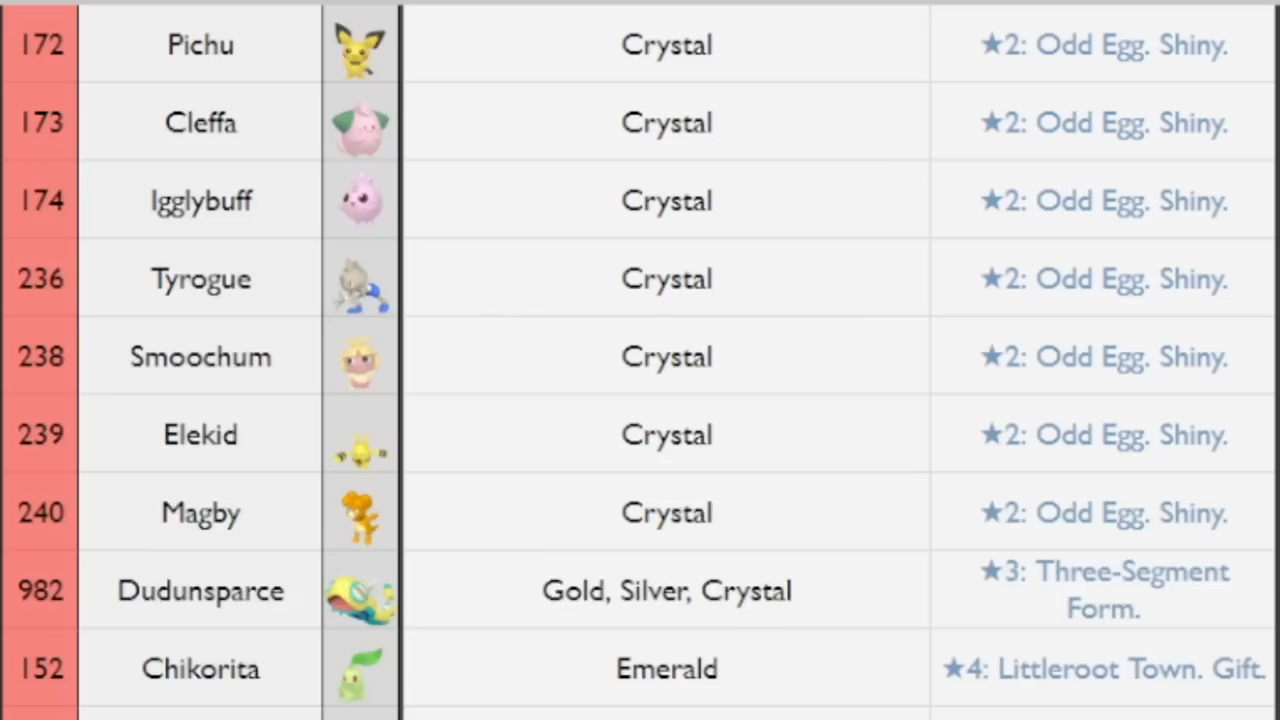 172 Pichu Crystal ★2: Odd Egg. Shiny.
173 Cleffa Crystal ★2: Odd Egg. Shiny.
174 Igglybuff Crystal ★2: Odd Egg. Shiny.
236 Tyrogue Crystal ★2: Odd Egg. Shiny.
238 Smoochum Crystal ★2: Odd Egg. Shiny.
239 Elekid Crystal ★2: Odd Egg. Shiny.
240 Magby Crystal ★2: Odd Egg. Shiny.
982 Dudunsparce Gold, Silver, Crystal ★3: Three-Segment
Form.
152 Chikorita Emerald ★4: Littleroot Town. Gift.